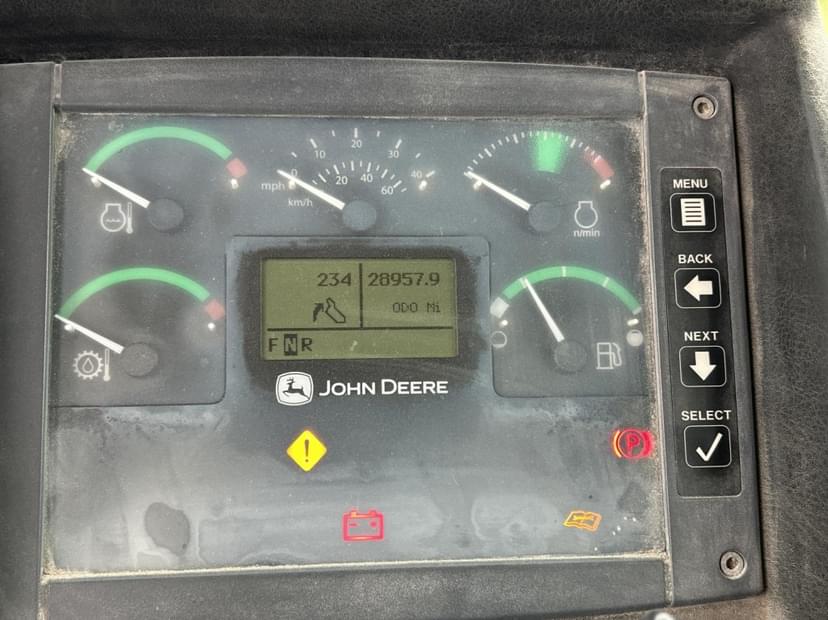 MENU
10
20
30
40
0
mph
20
40
60
km/h
n/min
BACK
234
28957.9
ODO Mi
F N R
NEXT
JOHN DEERE
SELECT
P